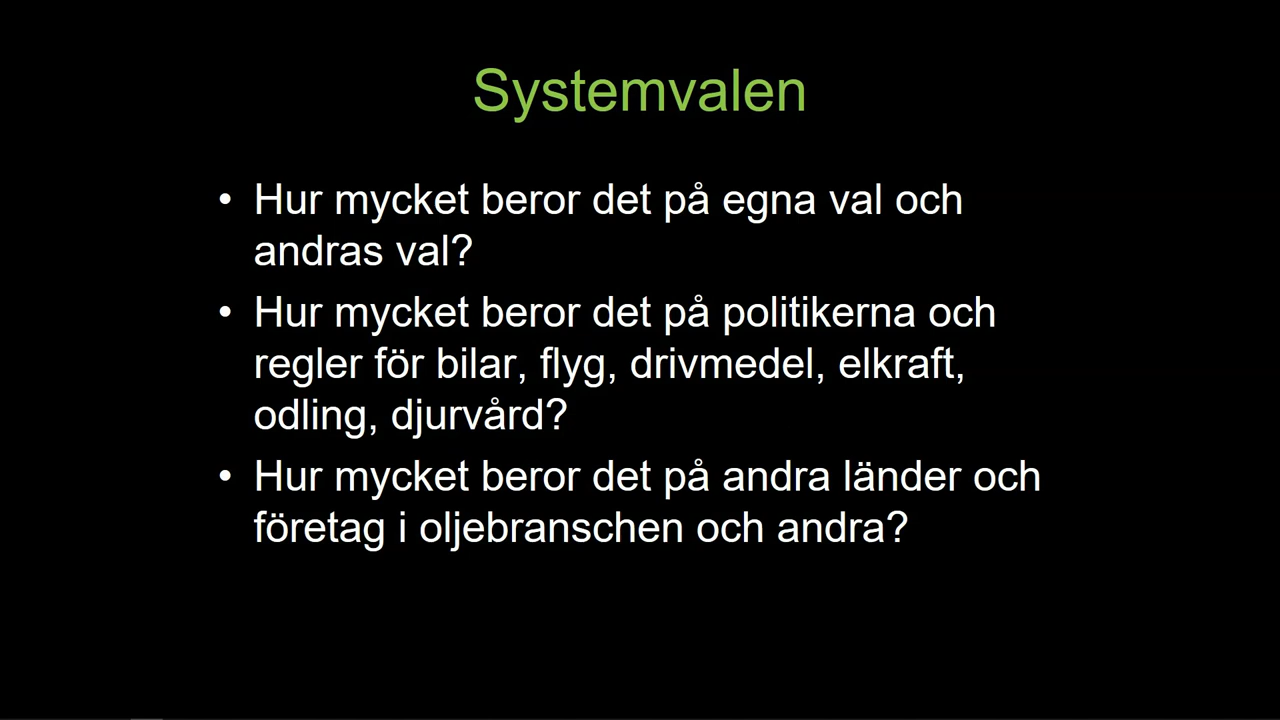 Systemvalen
• Hur mycket beror det på egna val och
andras val?
• Hur mycket beror det på politikerna och
regler för bilar, flyg, drivmedel, elkraft,
odling, djurvård?
• Hur mycket beror det på andra länder och
företag i oljebranschen och andra?